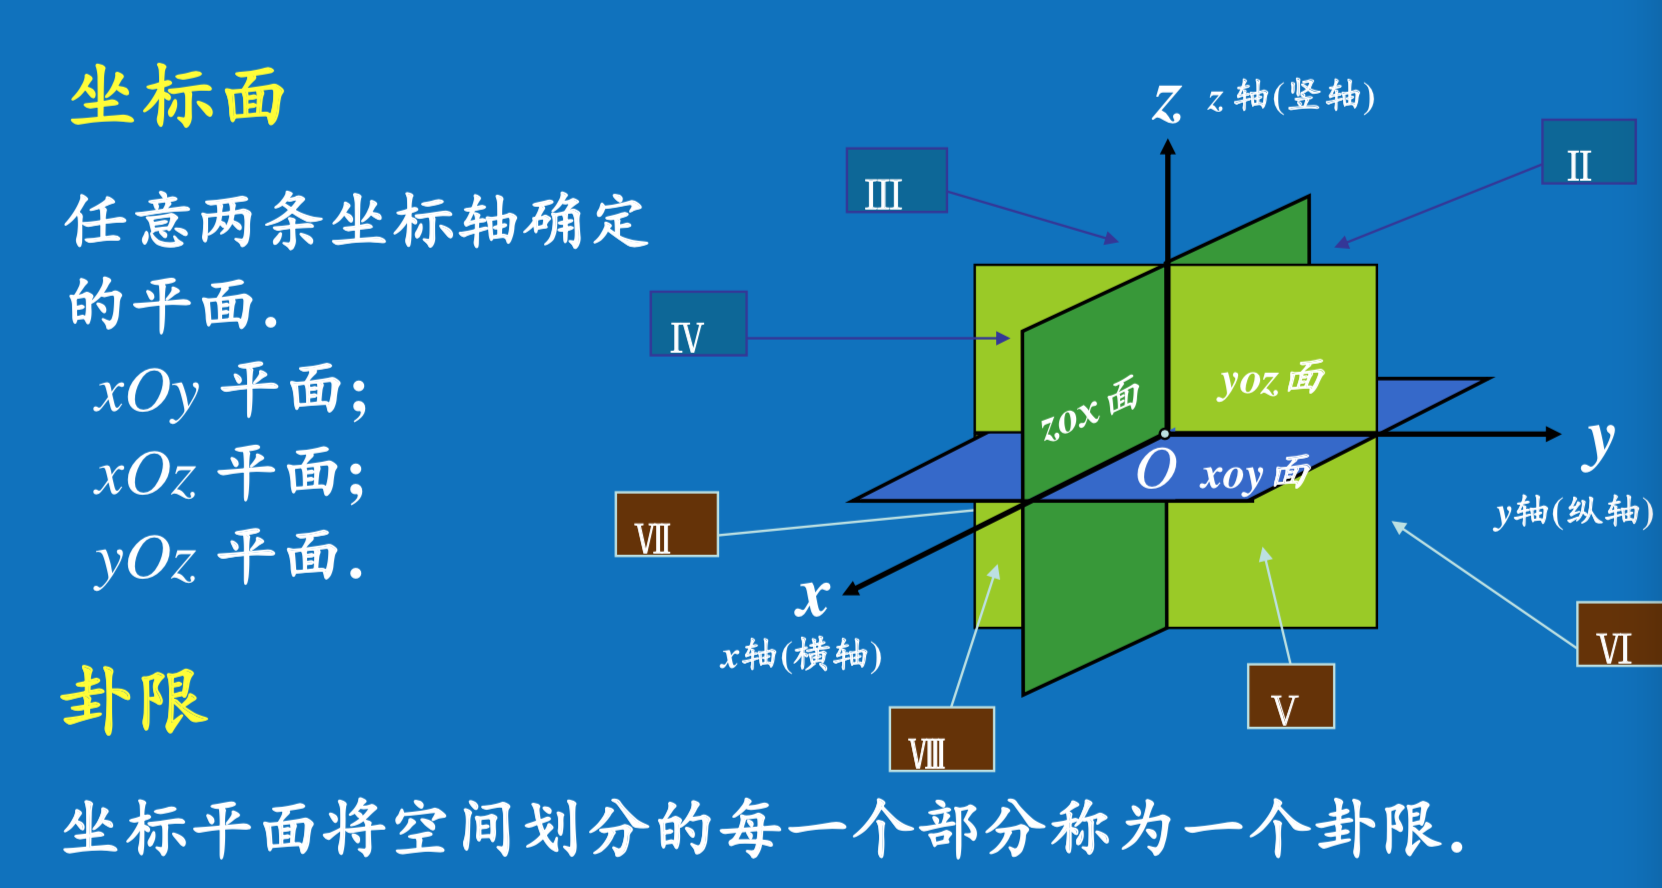 坐标面
任意两条坐标轴确定
的平面.
xOy 平面;
xOz 平面;
yOz 平面.
卦限
坐标平面将空间划分的每一个部分称为一个卦限.
z z 轴(竖轴)
Ⅲ
Ⅱ
Ⅳ
zox 面
yoz 面
O xoy 面
y
y轴(纵轴)
Ⅶ
x
x轴(横轴)
Ⅵ
Ⅴ
Ⅷ